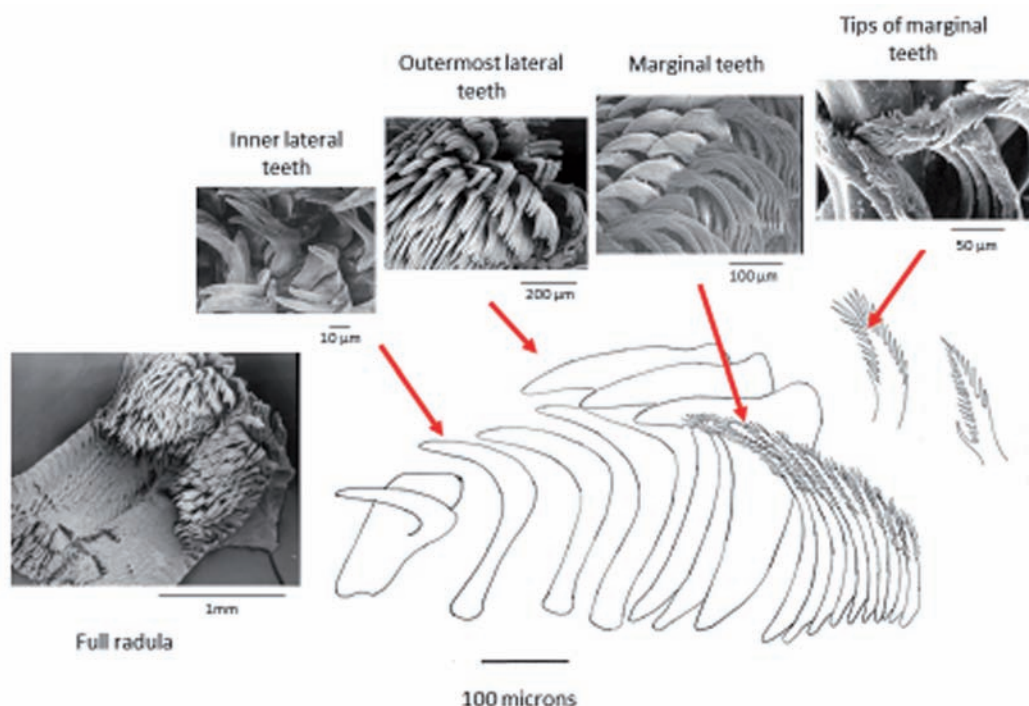 Tips of marginal
teeth
Outermost lateral
teeth
Marginal teeth
Inner lateral
teeth
50 µm
100 µm
200 µm
10 µm
1mm
Full radula
100 microns